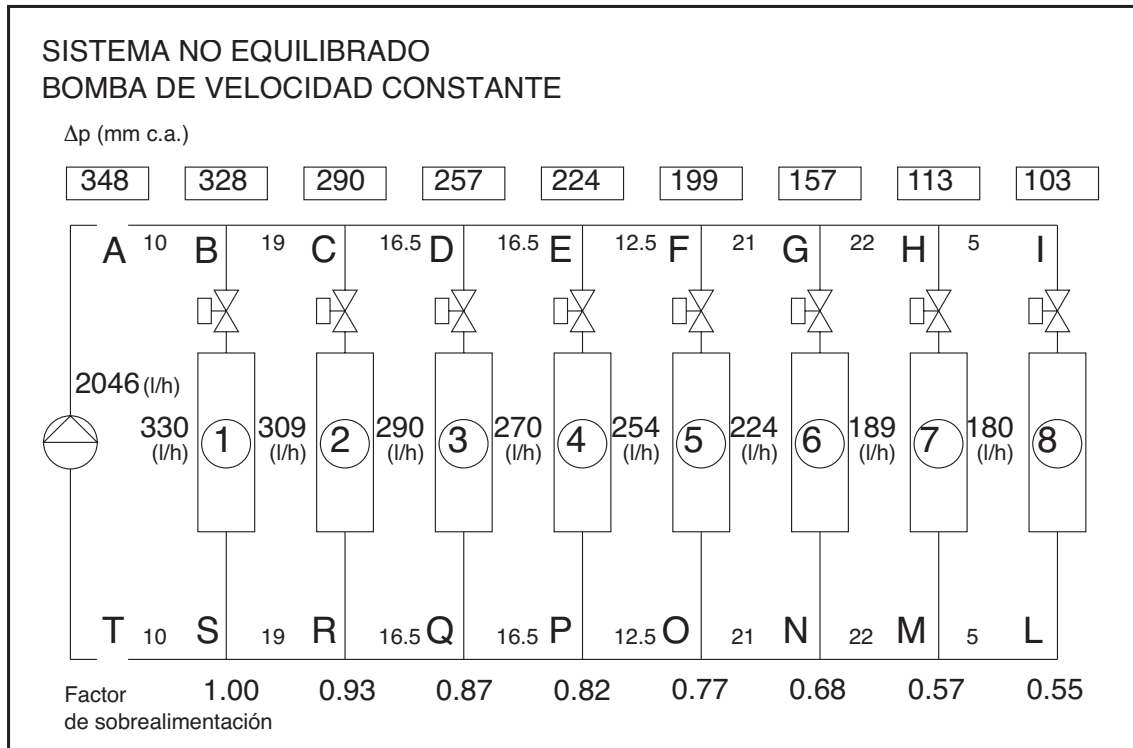 SISTEMA NO EQUILIBRADO
BOMBA DE VELOCIDAD CONSTANTE
Δp (mm c.a.)
348 328 290 257 224 199 157 113 103
A 10 B 19 C 16.5 D 16.5 E 12.5 F 21 G 22 H 5 I
2046 (l/h)
330 (l/h) 1 309 (l/h) 2 290 (l/h) 3 270 (l/h) 4 254 (l/h) 5 224 (l/h) 6 189 (l/h) 7 180 (l/h) 8
T 10 S 19 R 16.5 Q 16.5 P 12.5 O 21 N 22 M 5 L
Factor
de sobrealimentación
1.00 0.93 0.87 0.82 0.77 0.68 0.57 0.55